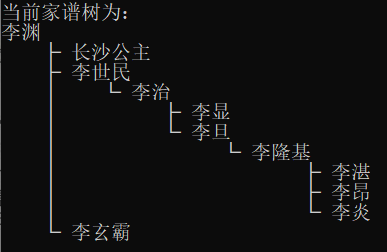 当前家谱树为：
李渊
├ 长沙公主
├ 李世民
└ 李治
├ 李显
└ 李旦
└ 李隆基
├ 李湛
├ 李昂
└ 李炎
└ 李玄霸